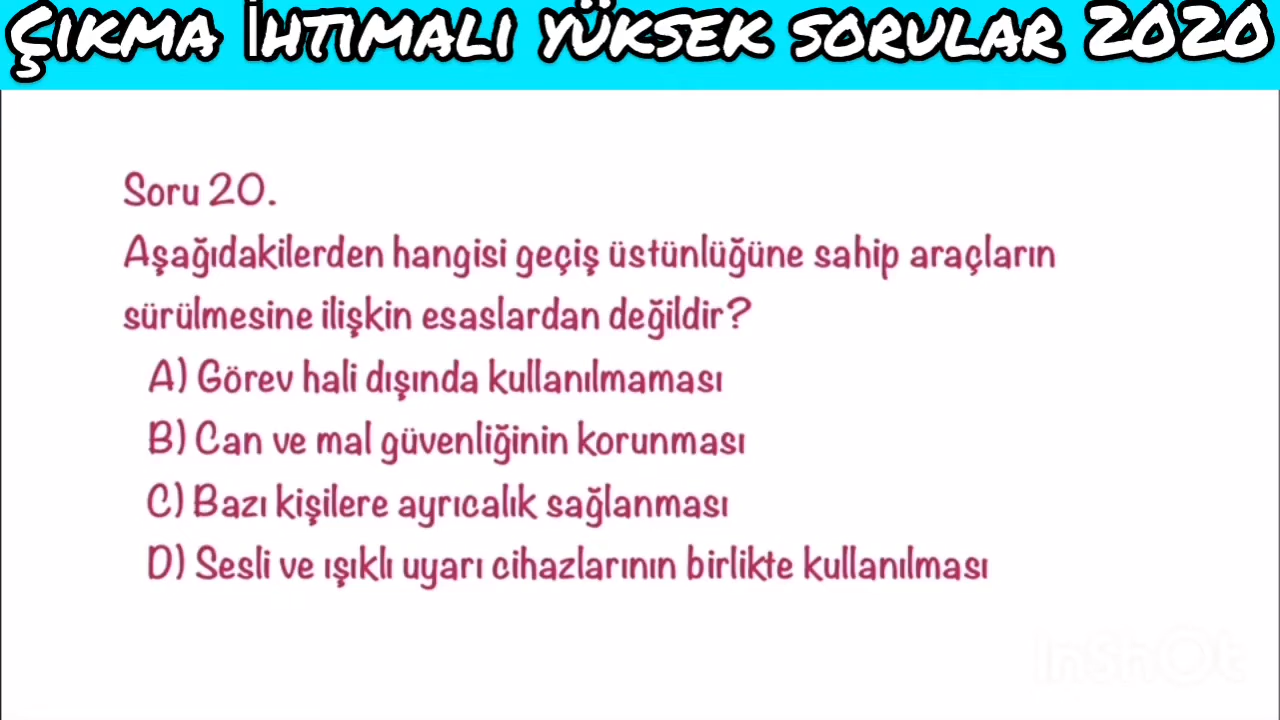 Çıkma İhtimali yüksek sorular 2020
Soru 20.
Aşağıdakilerden hangisi geçiş üstünlüğüne sahip araçların
sürülmesine ilişkin esaslardan değildir?
A) Görev hali dışında kullanılmaması
B) Can ve mal güvenliğinin korunması
C) Bazı kişilere ayrıcalık sağlanması
D) Sesli ve ışıklı uyarı cihazlarının birlikte kullanılması